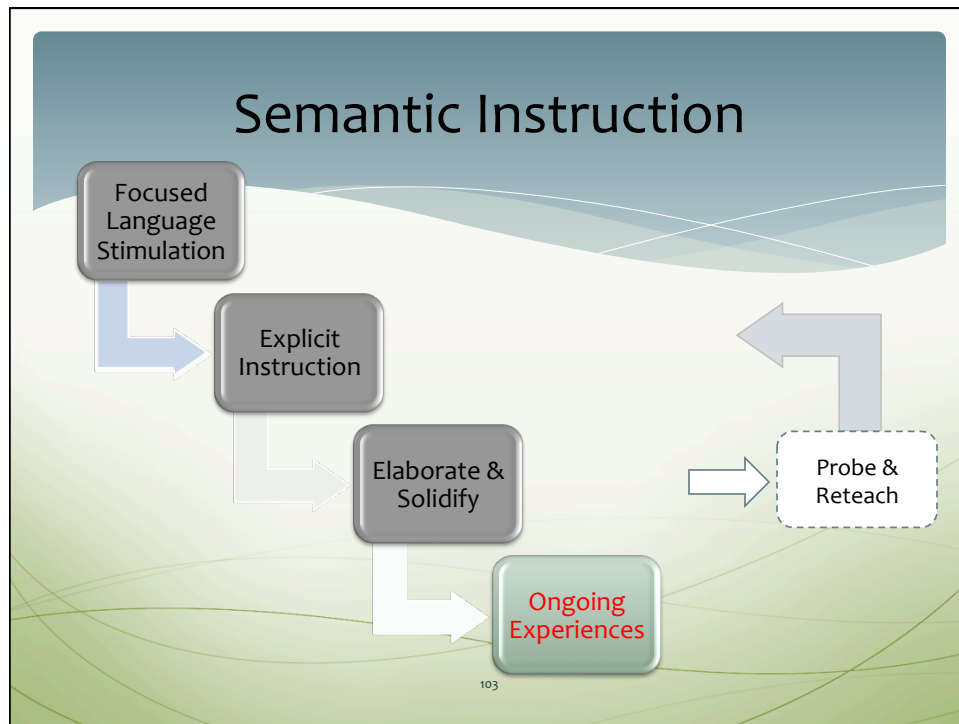 Semantic Instruction
Focused
Language
Stimulation
Explicit
Instruction
Elaborate &
Solidify
Probe &
Reteach
Ongoing
Experiences
103